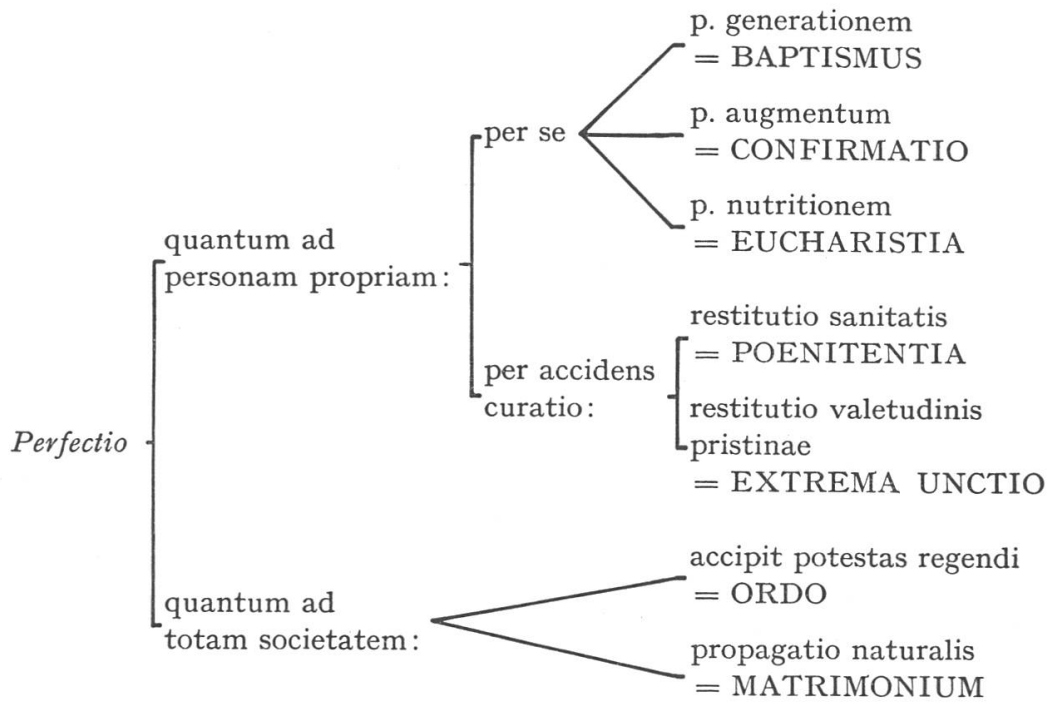 p. generationem
= BAPTISMUS
per se
p. augmentum
= CONFIRMATIO
p. nutritionem
= EUCHARISTIA
quantum ad
personam propriam:
restitutio sanitatis
= POENITENTIA
per accidens
curatio:
restitutio valetudinis
pristinae
= EXTREMA UNCTIO
Perfectio
accipit potestas regendi
= ORDO
quantum ad
totam societatem:
propagatio naturalis
= MATRIMONIUM